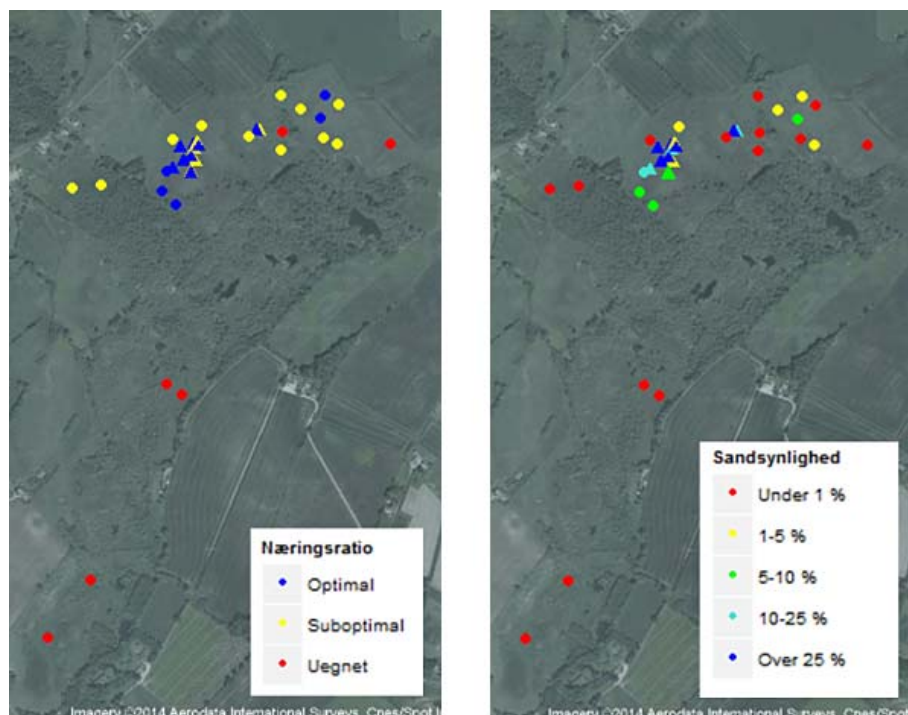 Næringsratio
Optimal
Suboptimal
Uegnet
Imagery ©2014 Aerodata International Surveys, Cnes/Spot I
Sandsynlighed
Under 1 %
1-5 %
5-10 %
10-25 %
Over 25 %
Imagery ©2014 Aerodata International Surveys, Cnes/Spot I